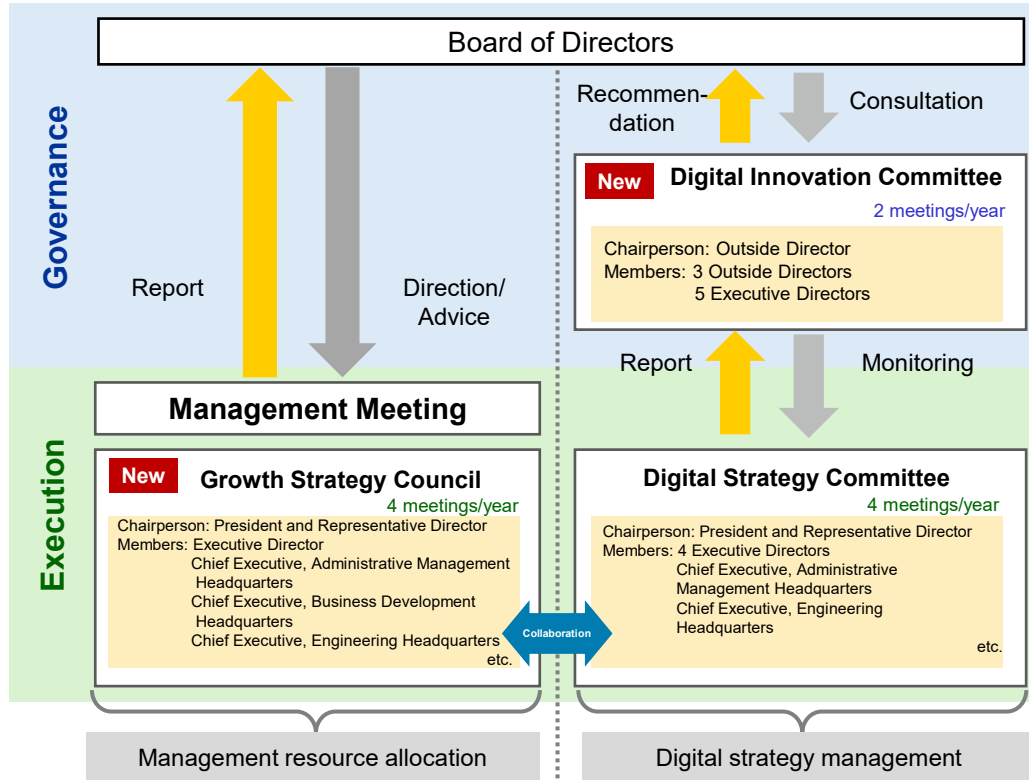 Board of Directors
Governance
Report
Direction/
Advice
Recommen-
dation
Consultation
New
Digital Innovation Committee
2 meetings/year
Chairperson: Outside Director
Members: 3 Outside Directors
5 Executive Directors
Report
Monitoring
Execution
Management Meeting
New
Growth Strategy Council
4 meetings/year
Chairperson: President and Representative Director
Members: Executive Director
Chief Executive, Administrative Management
Headquarters
Chief Executive, Business Development
Headquarters
Chief Executive, Engineering Headquarters
etc.
Collaboration
Digital Strategy Committee
4 meetings/year
Chairperson: President and Representative Director
Members: 4 Executive Directors
Chief Executive, Administrative
Management Headquarters
Chief Executive, Engineering
Headquarters
etc.
Management resource allocation
Digital strategy management